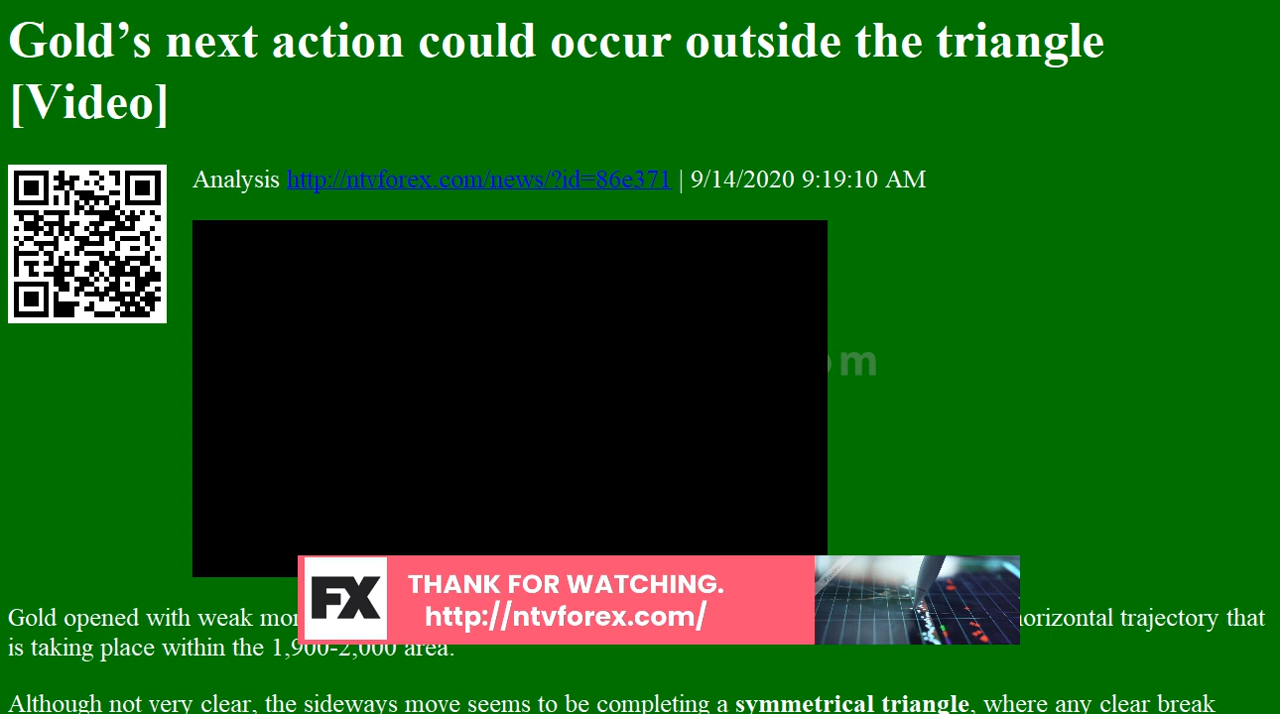 Gold’s next action could occur outside the triangle
[Video]
Analysis http://ntvforex.com/news/?id=86e371 | 9/14/2020 9:19:10 AM
FX
THANK FOR WATCHING.
http://ntvforex.com/
Gold opened with weak horizontal trajectory that
is taking place within the 1,900-2,000 area.
Although not very clear, the sideways move seems to be completing a symmetrical triangle, where any clear break